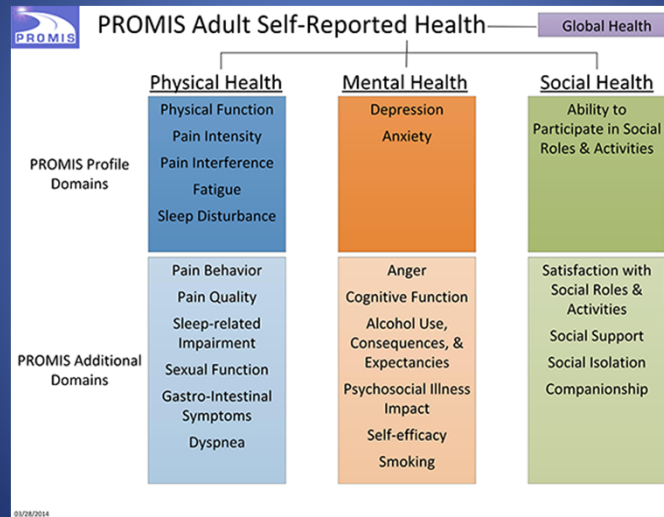 PROMIS
PROMIS Adult Self-Reported Health
Global Health
Physical Health
Mental Health
Social Health
PROMIS Profile
Domains
Physical Function
Pain Intensity
Pain Interference
Fatigue
Sleep Disturbance
Depression
Anxiety
Ability to
Participate in Social
Roles & Activities
PROMIS Additional
Domains
Pain Behavior
Pain Quality
Sleep-related
Impairment
Sexual Function
Gastro-Intestinal
Symptoms
Dyspnea
Anger
Cognitive Function
Alcohol Use,
Consequences, &
Expectancies
Psychosocial Illness
Impact
Self-efficacy
Smoking
Satisfaction with
Social Roles &
Activities
Social Support
Social Isolation
Companionship
03/28/2014